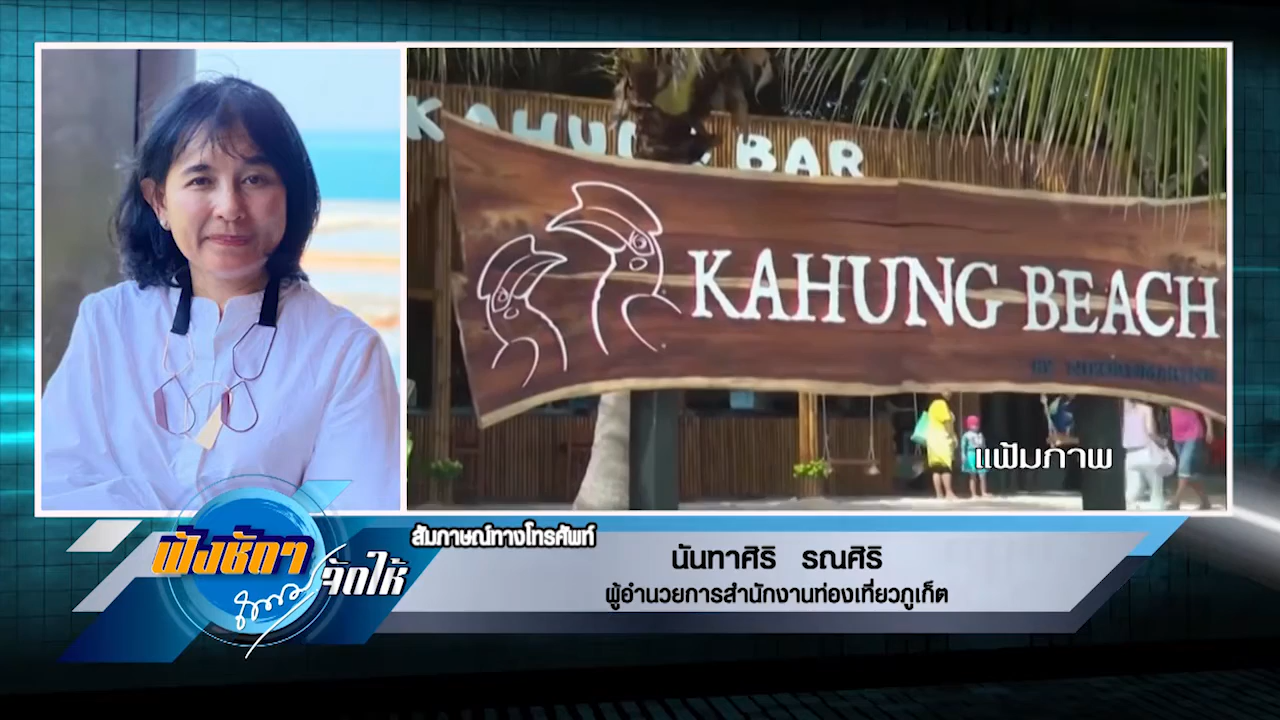 KAHUNG BAR
KAHUNG BEACH
แฟ้มภาพ
สัมภาษณ์ทางโทรศัพท์
ฟังชัดๆ
จัดให้
นันทาศิริ รณศิริ
ผู้อำนวยการสำนักงานท่องเที่ยวภูเก็ต